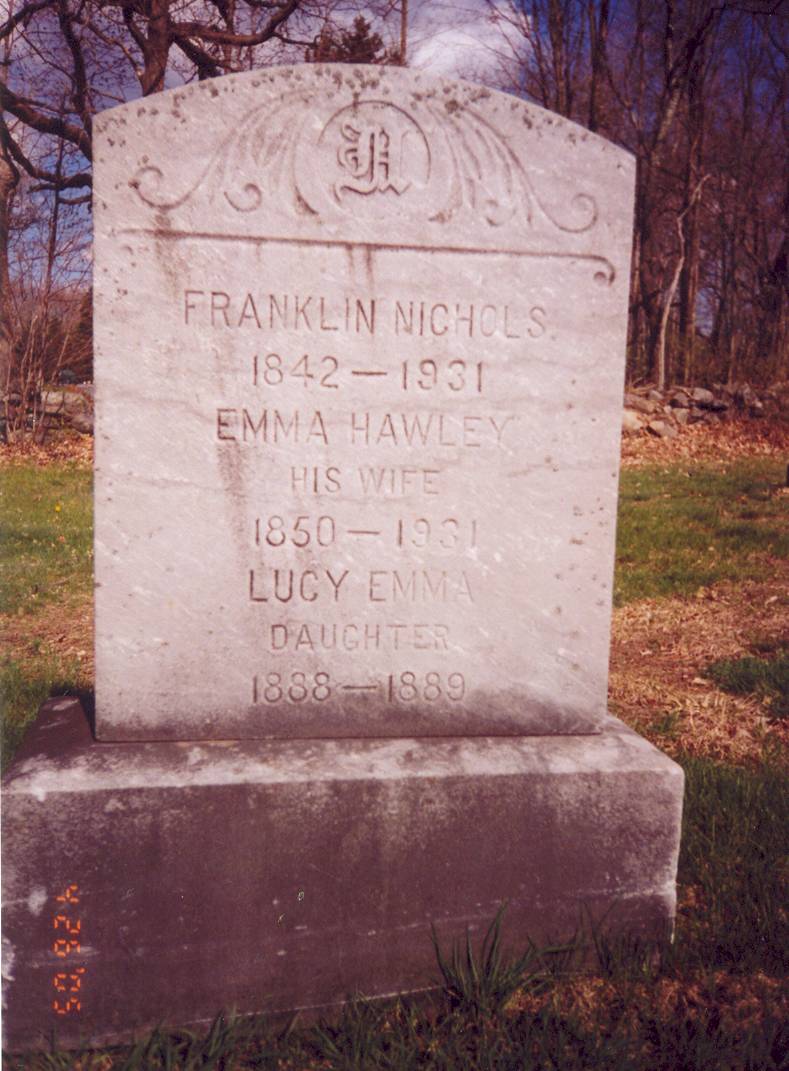 N
FRANKLIN NICHOLS
1842 — 1931
EMMA HAWLEY
HIS WIFE
1850 — 1931
LUCY EMMA
DAUGHTER
1888 — 1889
4 26 '05